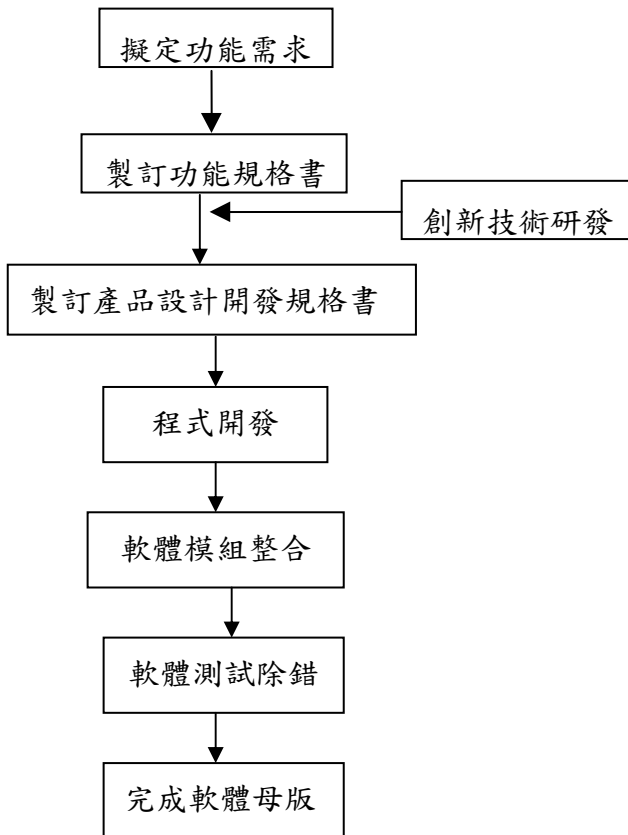 擬定功能需求
製訂功能規格書
創新技術研發
製訂產品設計開發規格書
程式開發
軟體模組整合
軟體測試除錯
完成軟體母版